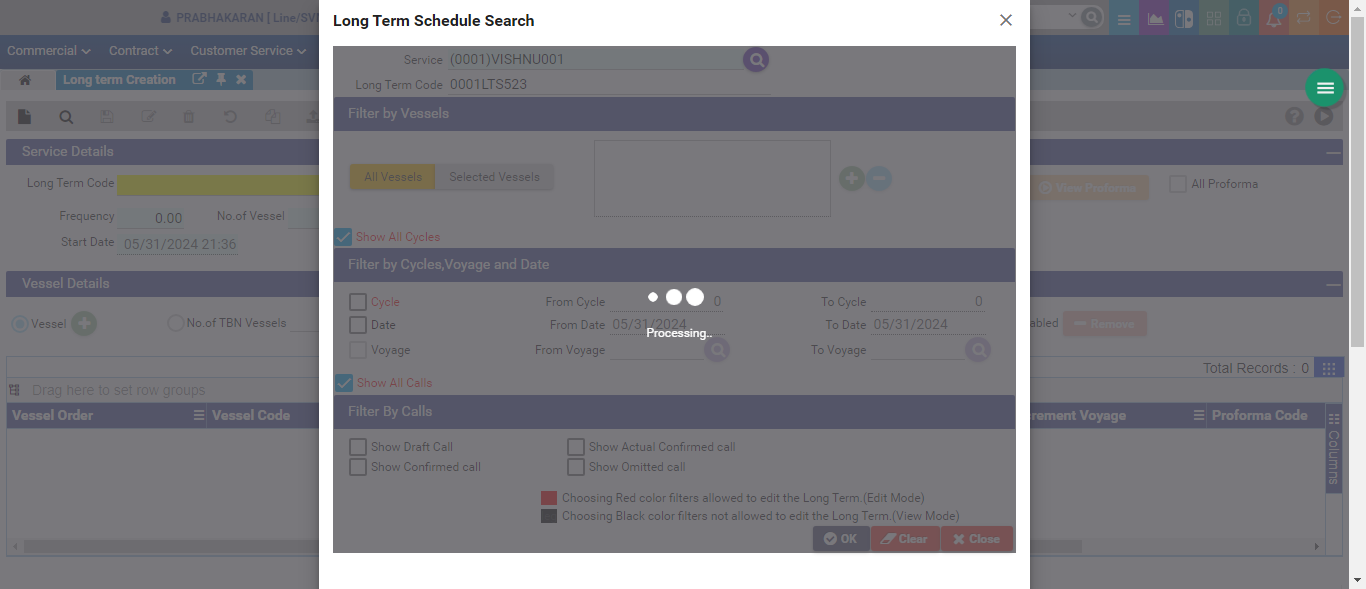 PRABHAKARAN | Line/SVN
Long Term Schedule Search
0
Commercial
Contract
Customer Service
Long term Creation
Service (0001)VISHNU001
Long Term Code 0001LTS523
Filter by Vessels
Service Details
Long Term Code
All Vessels
Selected Vessels
View Proforma
All Proforma
Frequency 0.00 No.of Vessel
Start Date 05/31/2024 21:36
Show All Cycles
Filter by Cycles,Voyage and Date
Vessel Details
Cycle From Cycle 0 To Cycle 0
Vessel No.of TBN Vessels
Date From Date 05/31/2024 To Date 05/31/2024
Remove
Processing..
Voyage From Voyage To Voyage
Total Records : 0
Drag here to set row groups
Show All Calls
Vessel Order
Vessel Code
Filter By Calls
Voyage
Proforma Code
Columns
Show Draft Call
Show Actual Confirmed call
Show Confirmed call
Show Omitted call
Choosing Red color filters allowed to edit the Long Term.(Edit Mode)
Choosing Black color filters not allowed to edit the Long Term.(View Mode)
OK
Clear
Close